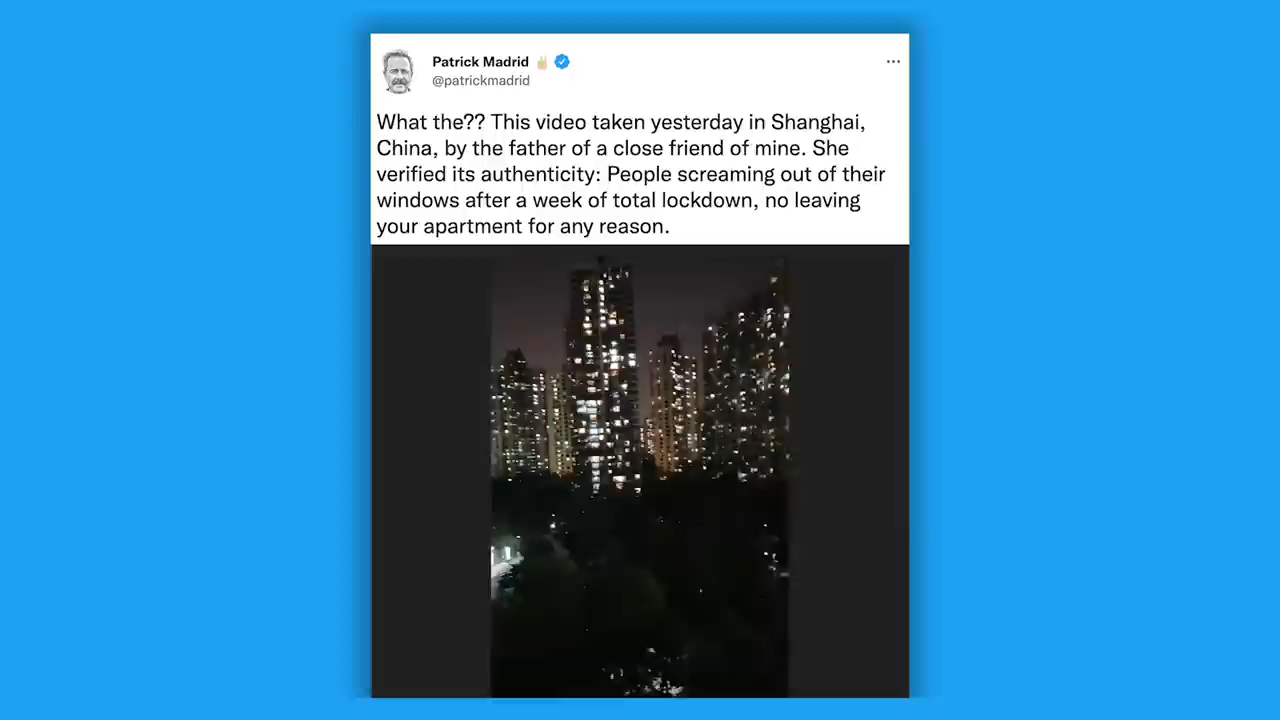 Patrick Madrid ✌🏼
@patrickmadrid
What the?? This video taken yesterday in Shanghai,
China, by the father of a close friend of mine. She
verified its authenticity: People screaming out of their
windows after a week of total lockdown, no leaving
your apartment for any reason.